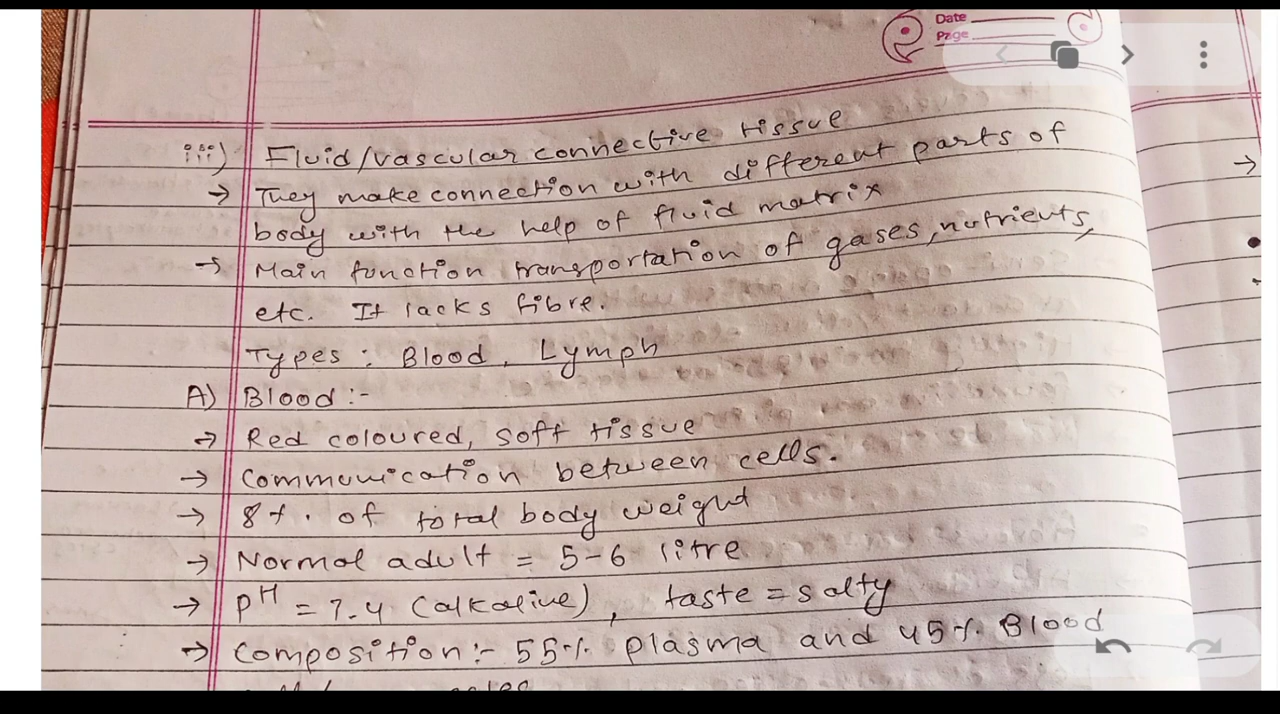 Date
Page
iii) Fluid/vascular connective tissue
→ They make connection with different parts of
body with the help of fluid matrix
→ Main function transportation of gases, nutrients,
etc. It lacks fibre.
Types : Blood, Lymph
A) Blood :-
→ Red coloured, soft tissue
→ Communication between cells.
→ 8% of total body weight
→ Normal adult = 5-6 litre
→ pH = 7.4 (alkaline), taste = salty
→ Composition :- 55% plasma and 45% Blood